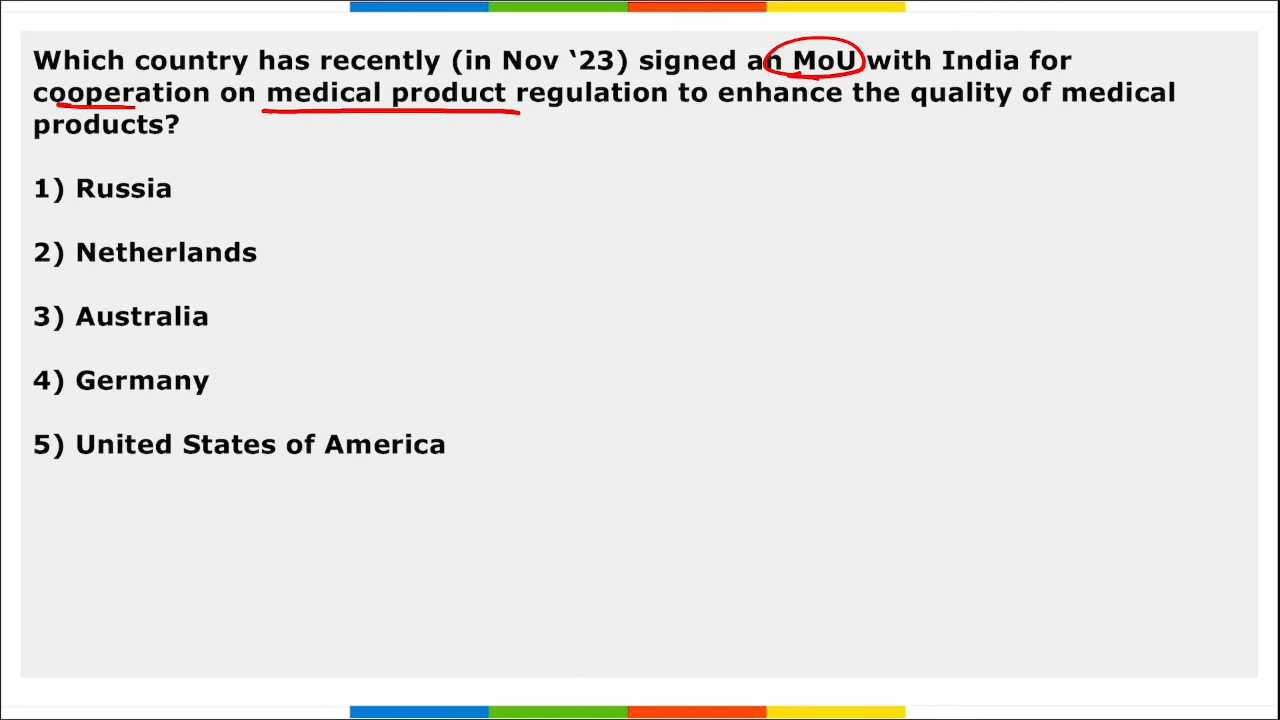 Which country has recently (in Nov ‘23) signed an MoU with India for
cooperation on medical product regulation to enhance the quality of medical
products?
1) Russia
2) Netherlands
3) Australia
4) Germany
5) United States of America